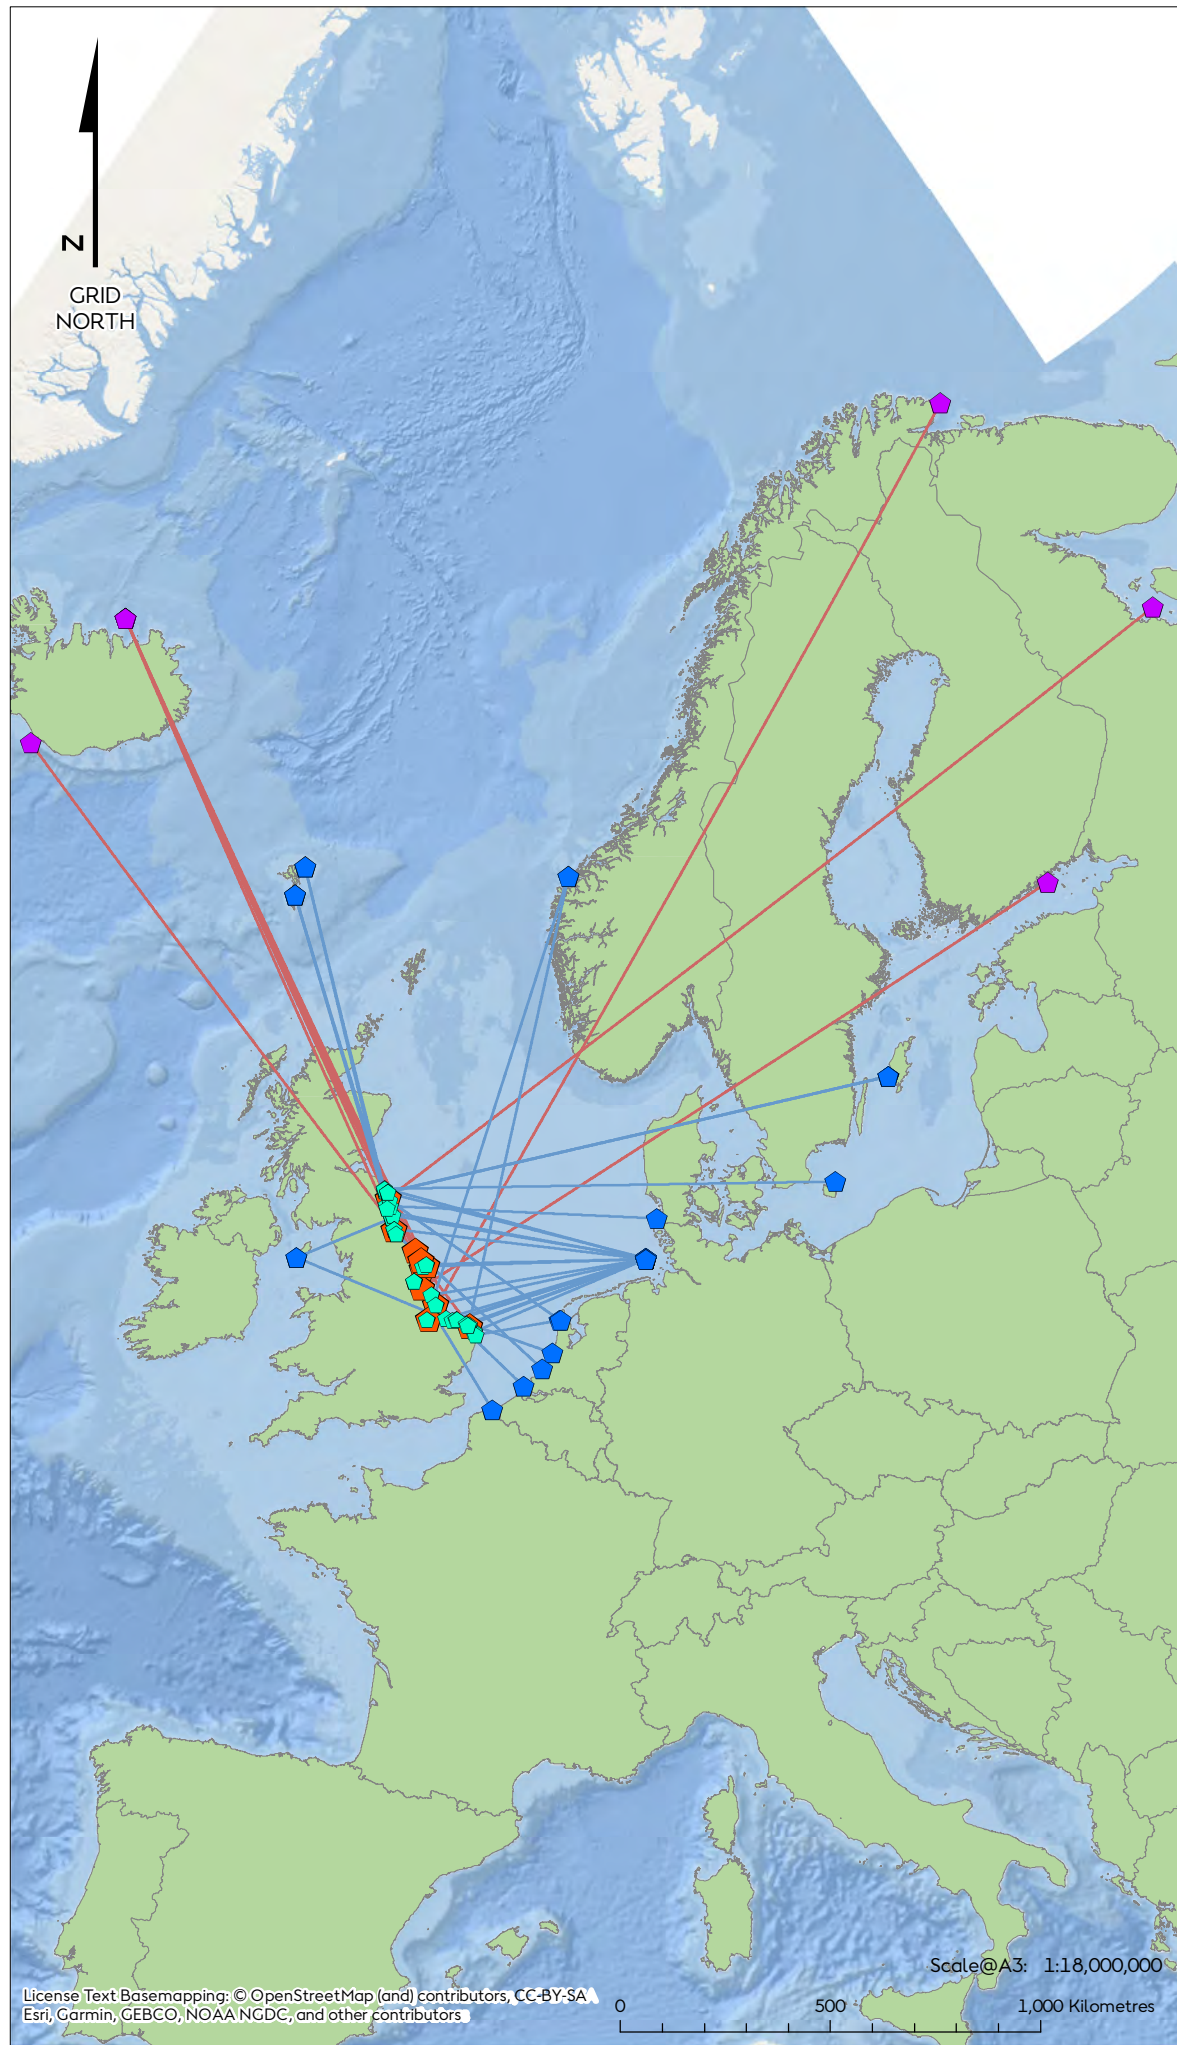 N
GRID
NORTH
Scale@A3: 1:18,000,000
License Text Basemapping: © OpenStreetMap (and) contributors, CC-BY-SA
Esri, Garmin, GEBCO, NOAA NGDC, and other contributors
0 500 1,000 Kilometres